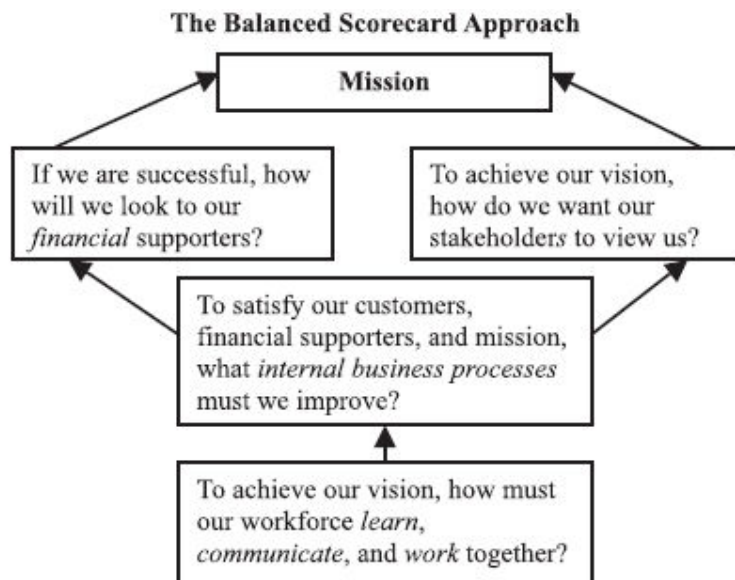 The Balanced Scorecard Approach
Mission
If we are successful, how
will we look to our
financial supporters?
To achieve our vision,
how do we want our
stakeholders to view us?
To satisfy our customers,
financial supporters, and mission,
what internal business processes
must we improve?
To achieve our vision, how must
our workforce learn,
communicate, and work together?